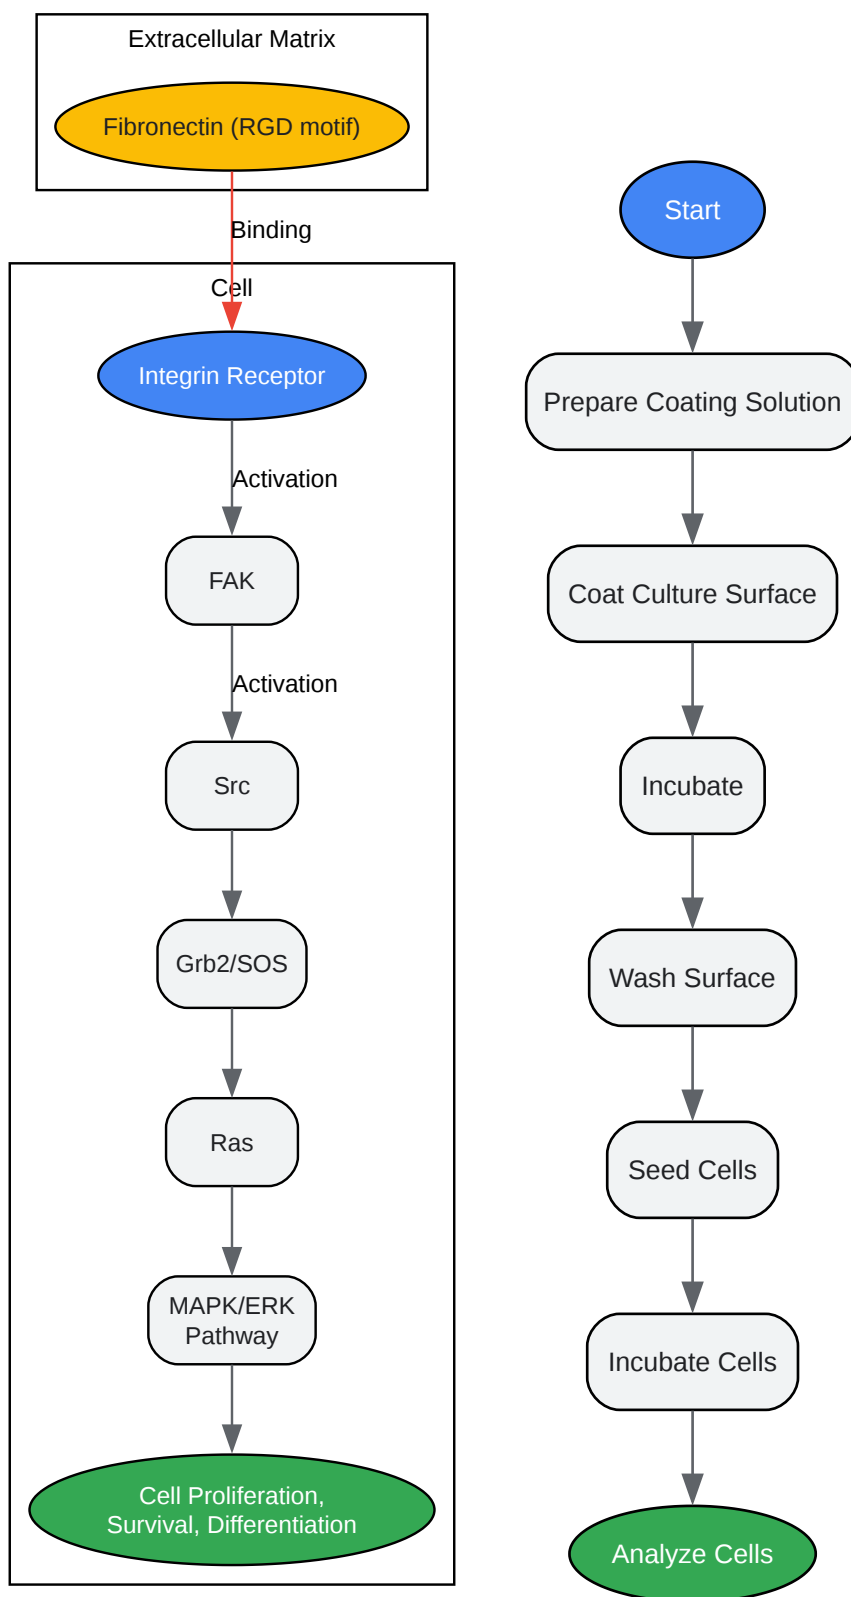 Extracellular Matrix
Fibronectin (RGD motif)
Binding
Cell
Integrin Receptor
Activation
FAK
Activation
Src
Grb2/SOS
Ras
MAPK/ERK
Pathway
Cell Proliferation,
Survival, Differentiation
Start
Prepare Coating Solution
Coat Culture Surface
Incubate
Wash Surface
Seed Cells
Incubate Cells
Analyze Cells